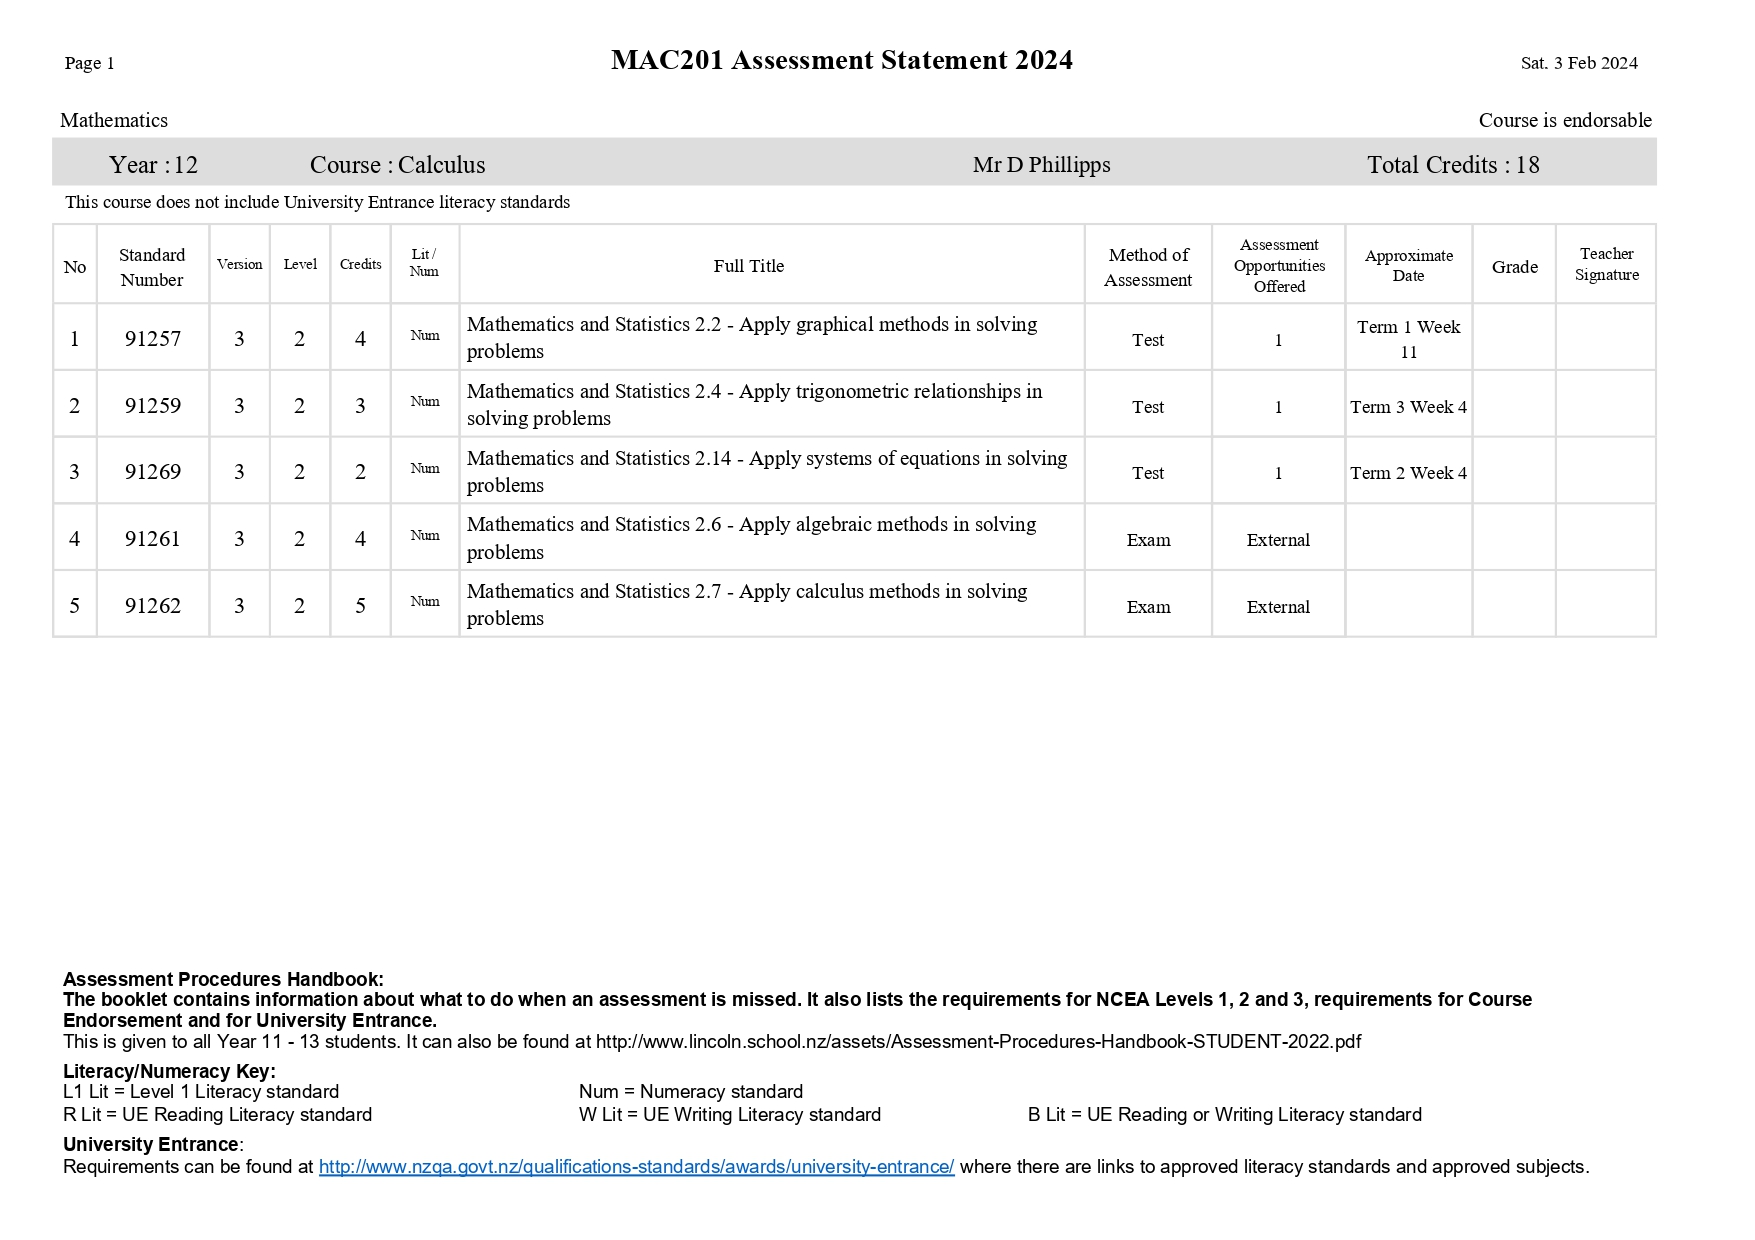 Page 1
MAC201 Assessment Statement 2024
Sat, 3 Feb 2024
Mathematics
Course is endorsable
Year : 12 Course : Calculus Mr D Phillipps Total Credits : 18
This course does not include University Entrance literacy standards
No
Standard
Number
Version
Level
Credits
Lit /
Num
Full Title
Method of
Assessment
Assessment
Opportunities
Offered
Approximate
Date
Grade
Teacher
Signature
1 91257 3 2 4 Num
Mathematics and Statistics 2.2 - Apply graphical methods in solving
problems
Test 1
Term 1 Week
11
2 91259 3 2 3 Num
Mathematics and Statistics 2.4 - Apply trigonometric relationships in
solving problems
Test 1 Term 3 Week 4
3 91269 3 2 2 Num
Mathematics and Statistics 2.14 - Apply systems of equations in solving
problems
Test 1 Term 2 Week 4
4 91261 3 2 4 Num
Mathematics and Statistics 2.6 - Apply algebraic methods in solving
problems
Exam External
5 91262 3 2 5 Num
Mathematics and Statistics 2.7 - Apply calculus methods in solving
problems
Exam External
Assessment Procedures Handbook:
The booklet contains information about what to do when an assessment is missed. It also lists the requirements for NCEA Levels 1, 2 and 3, requirements for Course
Endorsement and for University Entrance.
This is given to all Year 11 - 13 students. It can also be found at http://www.lincoln.school.nz/assets/Assessment-Procedures-Handbook-STUDENT-2022.pdf
Literacy/Numeracy Key:
L1 Lit = Level 1 Literacy standard Num = Numeracy standard
R Lit = UE Reading Literacy standard W Lit = UE Writing Literacy standard B Lit = UE Reading or Writing Literacy standard
University Entrance:
Requirements can be found at http://www.nzqa.govt.nz/qualifications-standards/awards/university-entrance/ where there are links to approved literacy standards and approved subjects.